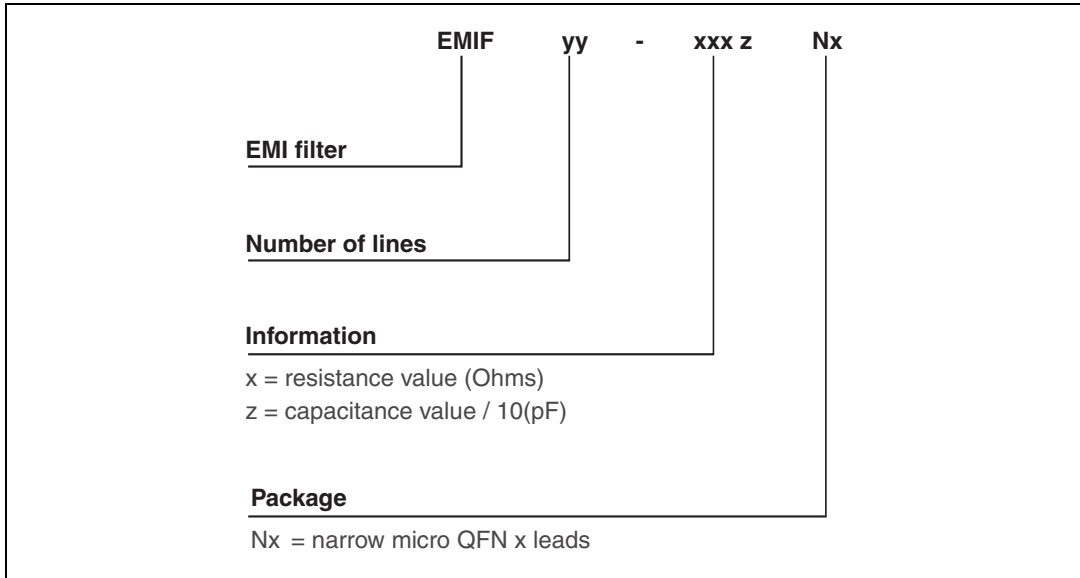 EMIF yy - xxx z Nx
EMI filter
Number of lines
Information
x = resistance value (Ohms)
z = capacitance value / 10(pF)
Package
Nx = narrow micro QFN x leads